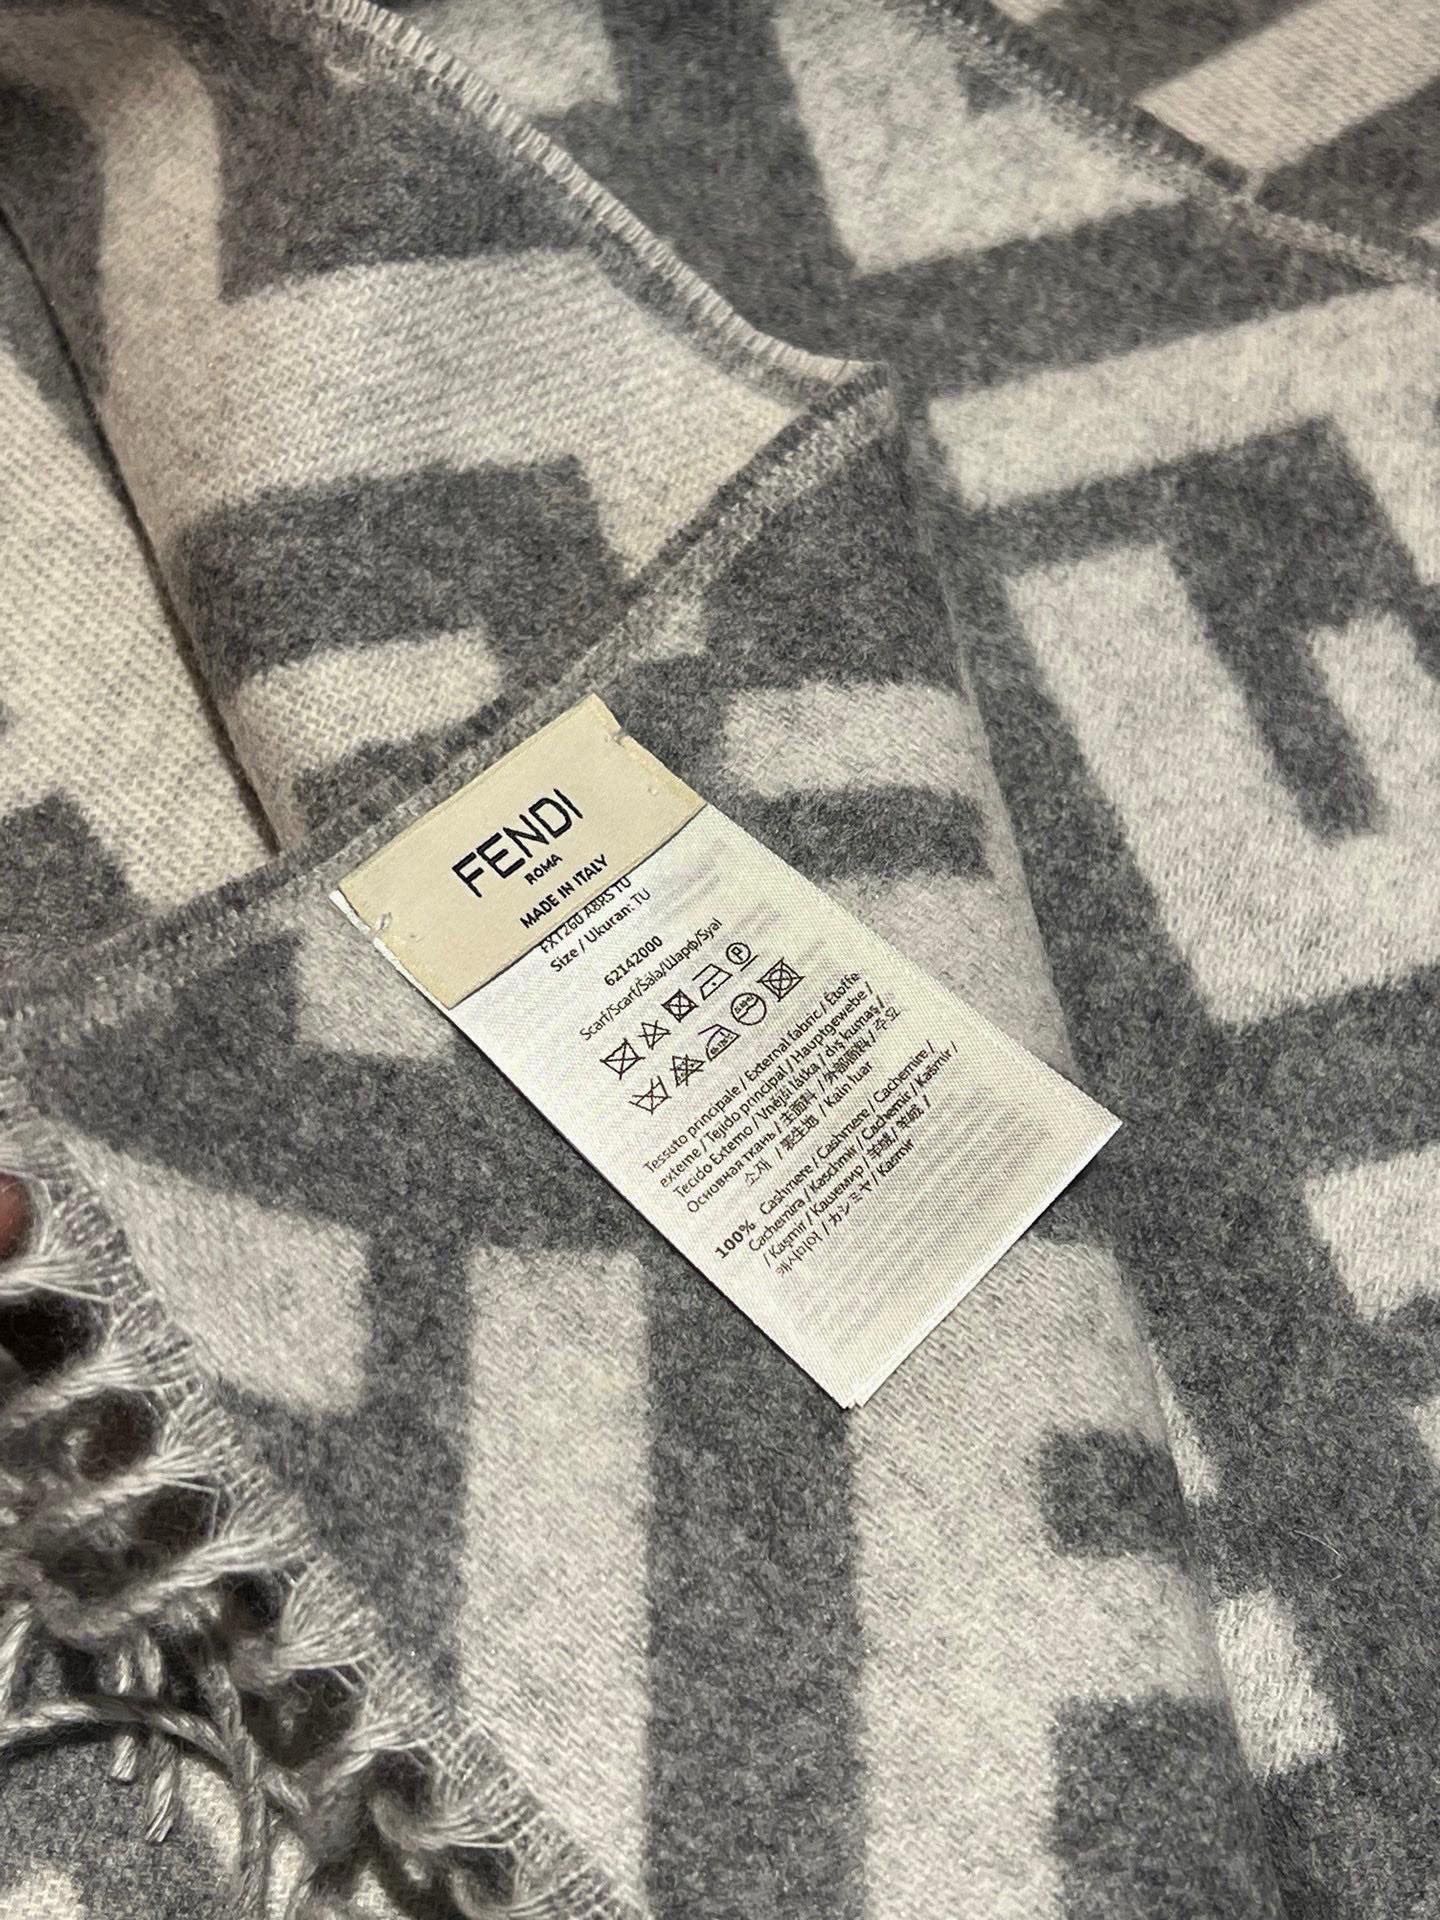 FENDI
ROMA
MADE IN ITALY
FXT260 A8RS TU
Size / Ukuran: TU
62142000
Scarf/Scarf/Šála/Шарф/Syal
Tessuto principale / External fabric / Étoffe
externe / Tejido principal / Hauptgewebe /
Tecido Externo / Vnější látka / dış kumaş /
Основная ткань / 主面料 / 外部面料 / 주요
소재 / 表生地 / Kain luar
100% Cashmere / Cashmere / Cachemire /
Cachemira / Kaschmir / Cachemir / Kašmír /
/ Kaşmir / Кашемир / 羊绒 / 羊絨 /
캐시미어 / カシミヤ / Kasmir